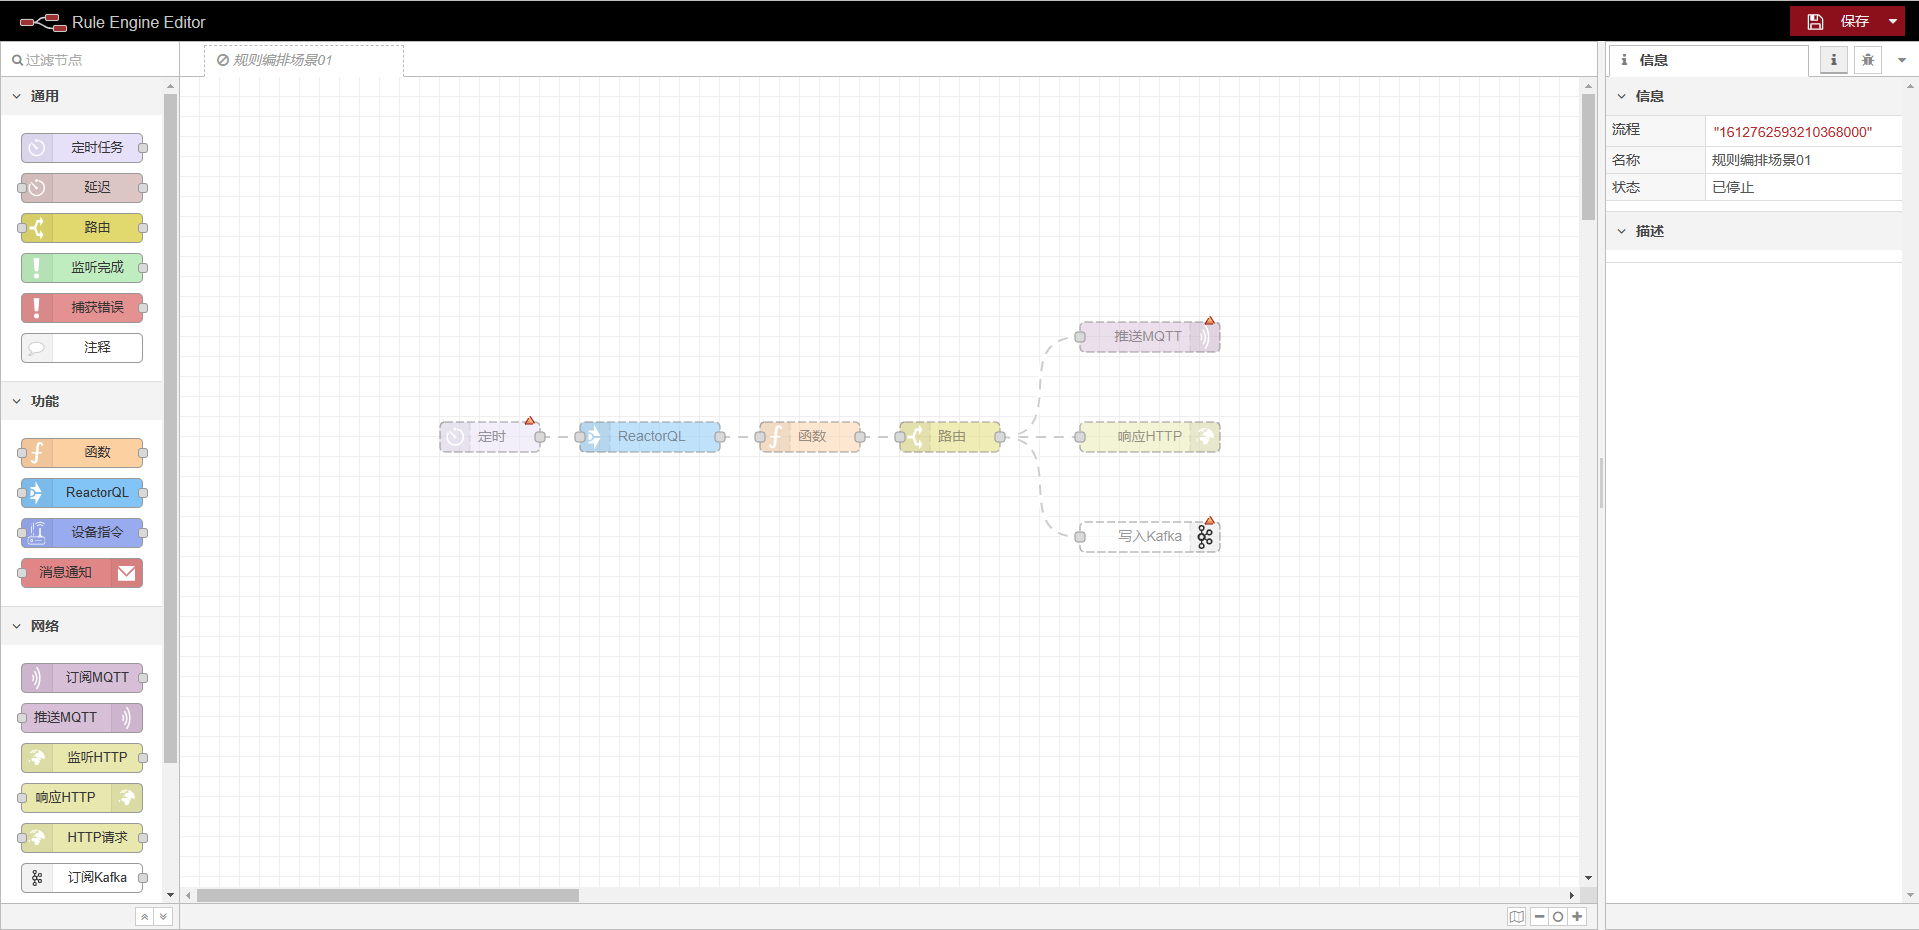 Rule Engine Editor
保存
过滤节点
规则编排场景01
信息
通用
定时任务
延迟
路由
监听完成
捕获错误
注释
功能
函数
ReactorQL
设备指令
消息通知
网络
订阅MQTT
推送MQTT
监听HTTP
响应HTTP
HTTP请求
订阅Kafka
定时
ReactorQL
函数
路由
推送MQTT
响应HTTP
写入Kafka
信息
流程 "1612762593210368000"
名称 规则编排场景01
状态 已停止
描述